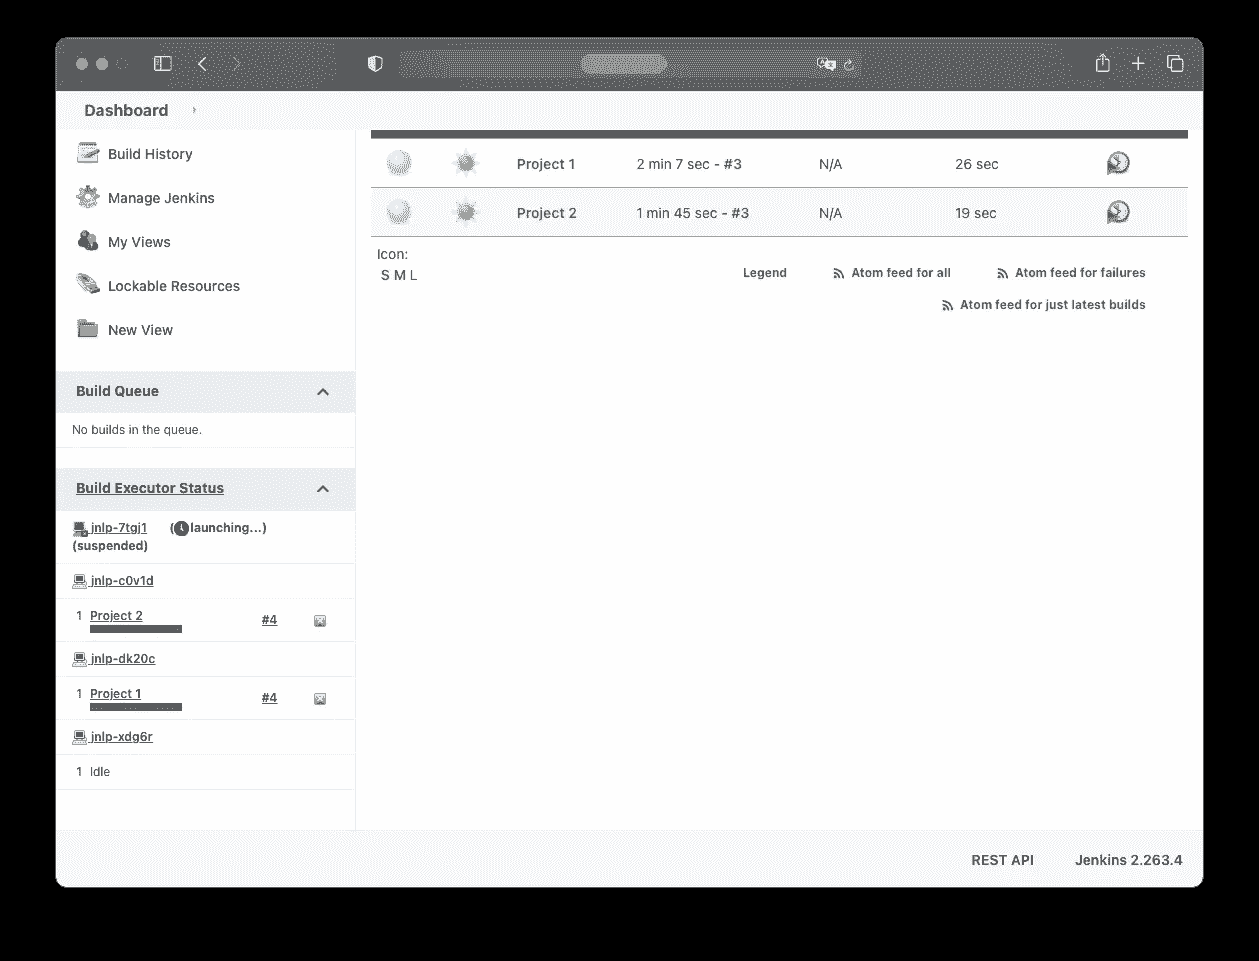 Dashboard
Build History
Manage Jenkins
My Views
Lockable Resources
New View
Build Queue
No builds in the queue.
Build Executor Status
jnlp-7tgj1 (launching...)
(suspended)
jnlp-c0v1d
1 Project 2 #4
jnlp-dk20c
1 Project 1 #4
jnlp-xdg6r
1 Idle
Project 1 2 min 7 sec - #3 N/A 26 sec
Project 2 1 min 45 sec - #3 N/A 19 sec
Icon:
S M L
Legend Atom feed for all Atom feed for failures
Atom feed for just latest builds
REST API Jenkins 2.263.4